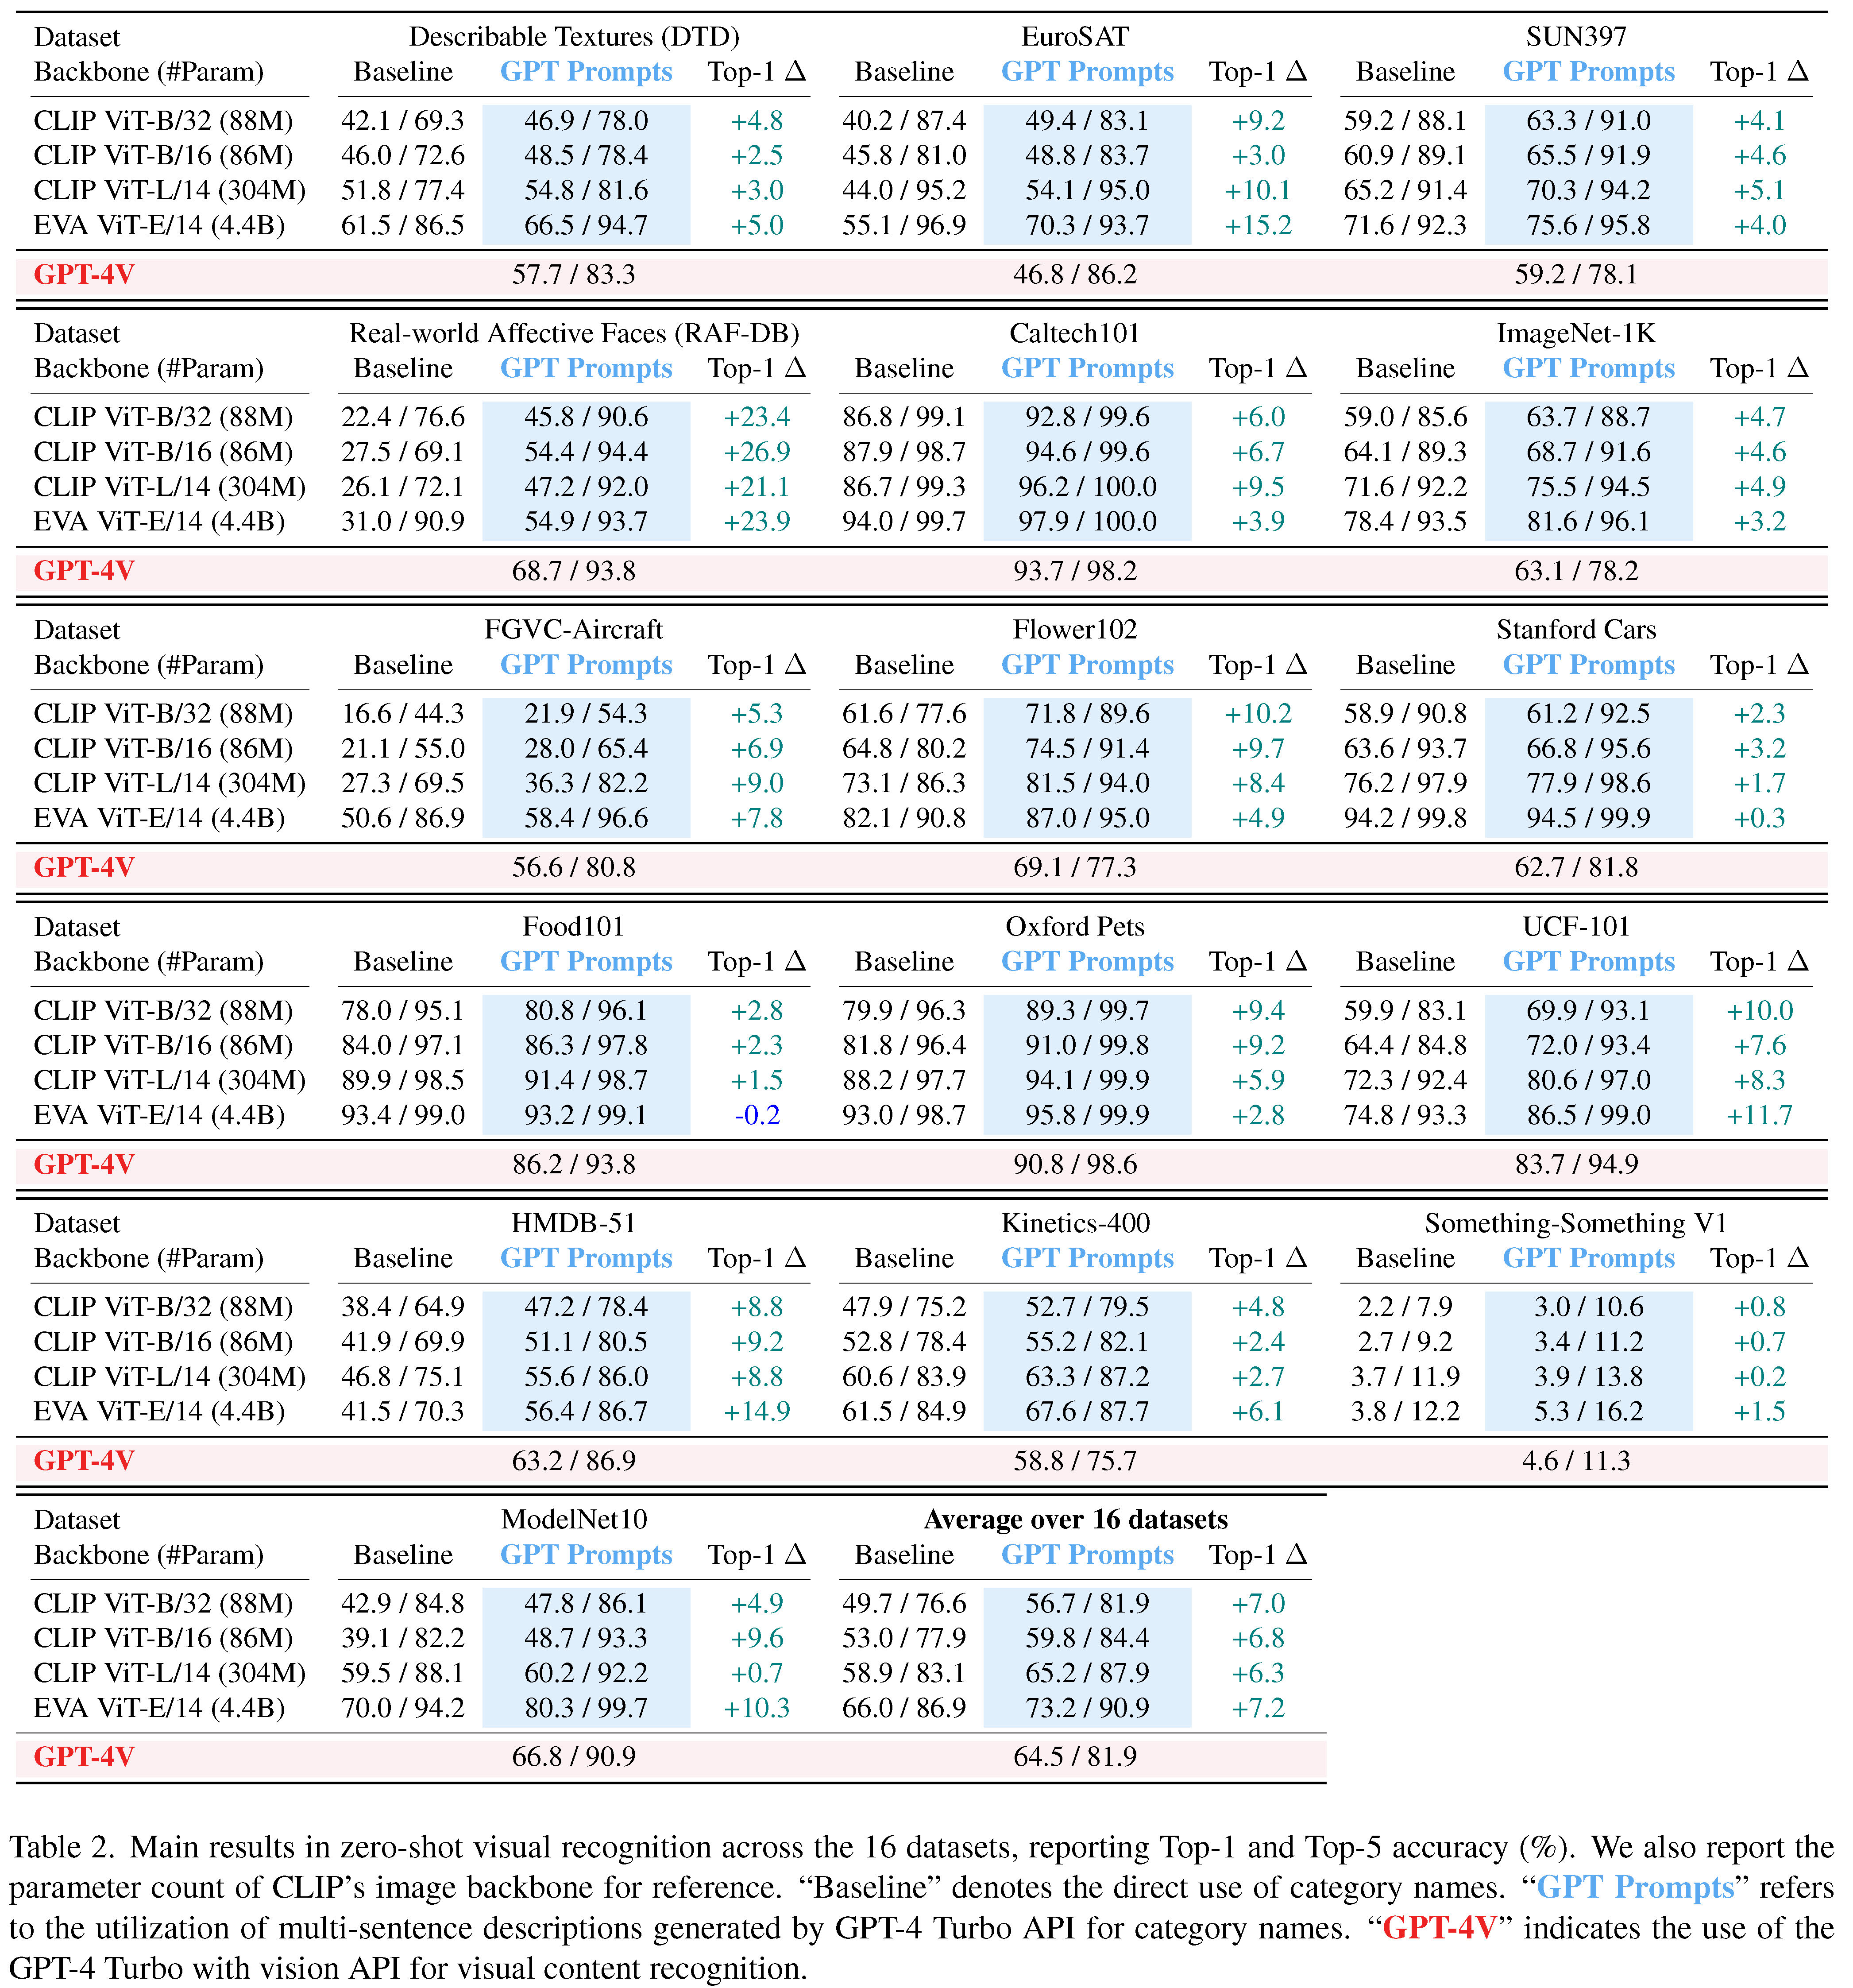 Dataset Describable Textures (DTD) EuroSAT SUN397
Backbone (#Param) Baseline GPT Prompts Top-1 Δ Baseline GPT Prompts Top-1 Δ Baseline GPT Prompts Top-1 Δ
CLIP ViT-B/32 (88M) 42.1 / 69.3 46.9 / 78.0 +4.8 40.2 / 87.4 49.4 / 83.1 +9.2 59.2 / 88.1 63.3 / 91.0 +4.1
CLIP ViT-B/16 (86M) 46.0 / 72.6 48.5 / 78.4 +2.5 45.8 / 81.0 48.8 / 83.7 +3.0 60.9 / 89.1 65.5 / 91.9 +4.6
CLIP ViT-L/14 (304M) 51.8 / 77.4 54.8 / 81.6 +3.0 44.0 / 95.2 54.1 / 95.0 +10.1 65.2 / 91.4 70.3 / 94.2 +5.1
EVA ViT-E/14 (4.4B) 61.5 / 86.5 66.5 / 94.7 +5.0 55.1 / 96.9 70.3 / 93.7 +15.2 71.6 / 92.3 75.6 / 95.8 +4.0
GPT-4V 57.7 / 83.3 46.8 / 86.2 59.2 / 78.1
Dataset Real-world Affective Faces (RAF-DB) Caltech101 ImageNet-1K
Backbone (#Param) Baseline GPT Prompts Top-1 Δ Baseline GPT Prompts Top-1 Δ Baseline GPT Prompts Top-1 Δ
CLIP ViT-B/32 (88M) 22.4 / 76.6 45.8 / 90.6 +23.4 86.8 / 99.1 92.8 / 99.6 +6.0 59.0 / 85.6 63.7 / 88.7 +4.7
CLIP ViT-B/16 (86M) 27.5 / 69.1 54.4 / 94.4 +26.9 87.9 / 98.7 94.6 / 99.6 +6.7 64.1 / 89.3 68.7 / 91.6 +4.6
CLIP ViT-L/14 (304M) 26.1 / 72.1 47.2 / 92.0 +21.1 86.7 / 99.3 96.2 / 100.0 +9.5 71.6 / 92.2 75.5 / 94.5 +4.9
EVA ViT-E/14 (4.4B) 31.0 / 90.9 54.9 / 93.7 +23.9 94.0 / 99.7 97.9 / 100.0 +3.9 78.4 / 93.5 81.6 / 96.1 +3.2
GPT-4V 68.7 / 93.8 93.7 / 98.2 63.1 / 78.2
Dataset FGVC-Aircraft Flower102 Stanford Cars
Backbone (#Param) Baseline GPT Prompts Top-1 Δ Baseline GPT Prompts Top-1 Δ Baseline GPT Prompts Top-1 Δ
CLIP ViT-B/32 (88M) 16.6 / 44.3 21.9 / 54.3 +5.3 61.6 / 77.6 71.8 / 89.6 +10.2 58.9 / 90.8 61.2 / 92.5 +2.3
CLIP ViT-B/16 (86M) 21.1 / 55.0 28.0 / 65.4 +6.9 64.8 / 80.2 74.5 / 91.4 +9.7 63.6 / 93.7 66.8 / 95.6 +3.2
CLIP ViT-L/14 (304M) 27.3 / 69.5 36.3 / 82.2 +9.0 73.1 / 86.3 81.5 / 94.0 +8.4 76.2 / 97.9 77.9 / 98.6 +1.7
EVA ViT-E/14 (4.4B) 50.6 / 86.9 58.4 / 96.6 +7.8 82.1 / 90.8 87.0 / 95.0 +4.9 94.2 / 99.8 94.5 / 99.9 +0.3
GPT-4V 56.6 / 80.8 69.1 / 77.3 62.7 / 81.8
Dataset Food101 Oxford Pets UCF-101
Backbone (#Param) Baseline GPT Prompts Top-1 Δ Baseline GPT Prompts Top-1 Δ Baseline GPT Prompts Top-1 Δ
CLIP ViT-B/32 (88M) 78.0 / 95.1 80.8 / 96.1 +2.8 79.9 / 96.3 89.3 / 99.7 +9.4 59.9 / 83.1 69.9 / 93.1 +10.0
CLIP ViT-B/16 (86M) 84.0 / 97.1 86.3 / 97.8 +2.3 81.8 / 96.4 91.0 / 99.8 +9.2 64.4 / 84.8 72.0 / 93.4 +7.6
CLIP ViT-L/14 (304M) 89.9 / 98.5 91.4 / 98.7 +1.5 88.2 / 97.7 94.1 / 99.9 +5.9 72.3 / 92.4 80.6 / 97.0 +8.3
EVA ViT-E/14 (4.4B) 93.4 / 99.0 93.2 / 99.1 -0.2 93.0 / 98.7 95.8 / 99.9 +2.8 74.8 / 93.3 86.5 / 99.0 +11.7
GPT-4V 86.2 / 93.8 90.8 / 98.6 83.7 / 94.9
Dataset HMDB-51 Kinetics-400 Something-Something V1
Backbone (#Param) Baseline GPT Prompts Top-1 Δ Baseline GPT Prompts Top-1 Δ Baseline GPT Prompts Top-1 Δ
CLIP ViT-B/32 (88M) 38.4 / 64.9 47.2 / 78.4 +8.8 47.9 / 75.2 52.7 / 79.5 +4.8 2.2 / 7.9 3.0 / 10.6 +0.8
CLIP ViT-B/16 (86M) 41.9 / 69.9 51.1 / 80.5 +9.2 52.8 / 78.4 55.2 / 82.1 +2.4 2.7 / 9.2 3.4 / 11.2 +0.7
CLIP ViT-L/14 (304M) 46.8 / 75.1 55.6 / 86.0 +8.8 60.6 / 83.9 63.3 / 87.2 +2.7 3.7 / 11.9 3.9 / 13.8 +0.2
EVA ViT-E/14 (4.4B) 41.5 / 70.3 56.4 / 86.7 +14.9 61.5 / 84.9 67.6 / 87.7 +6.1 3.8 / 12.2 5.3 / 16.2 +1.5
GPT-4V 63.2 / 86.9 58.8 / 75.7 4.6 / 11.3
Dataset ModelNet10 Average over 16 datasets
Backbone (#Param) Baseline GPT Prompts Top-1 Δ Baseline GPT Prompts Top-1 Δ
CLIP ViT-B/32 (88M) 42.9 / 84.8 47.8 / 86.1 +4.9 49.7 / 76.6 56.7 / 81.9 +7.0
CLIP ViT-B/16 (86M) 39.1 / 82.2 48.7 / 93.3 +9.6 53.0 / 77.9 59.8 / 84.4 +6.8
CLIP ViT-L/14 (304M) 59.5 / 88.1 60.2 / 92.2 +0.7 58.9 / 83.1 65.2 / 87.9 +6.3
EVA ViT-E/14 (4.4B) 70.0 / 94.2 80.3 / 99.7 +10.3 66.0 / 86.9 73.2 / 90.9 +7.2
GPT-4V 66.8 / 90.9 64.5 / 81.9
Table 2. Main results in zero-shot visual recognition across the 16 datasets, reporting Top-1 and Top-5 accuracy (%). We also report the
parameter count of CLIP’s image backbone for reference. “Baseline” denotes the direct use of category names. “GPT Prompts” refers
to the utilization of multi-sentence descriptions generated by GPT-4 Turbo API for category names. “GPT-4V” indicates the use of the
GPT-4 Turbo with vision API for visual content recognition.